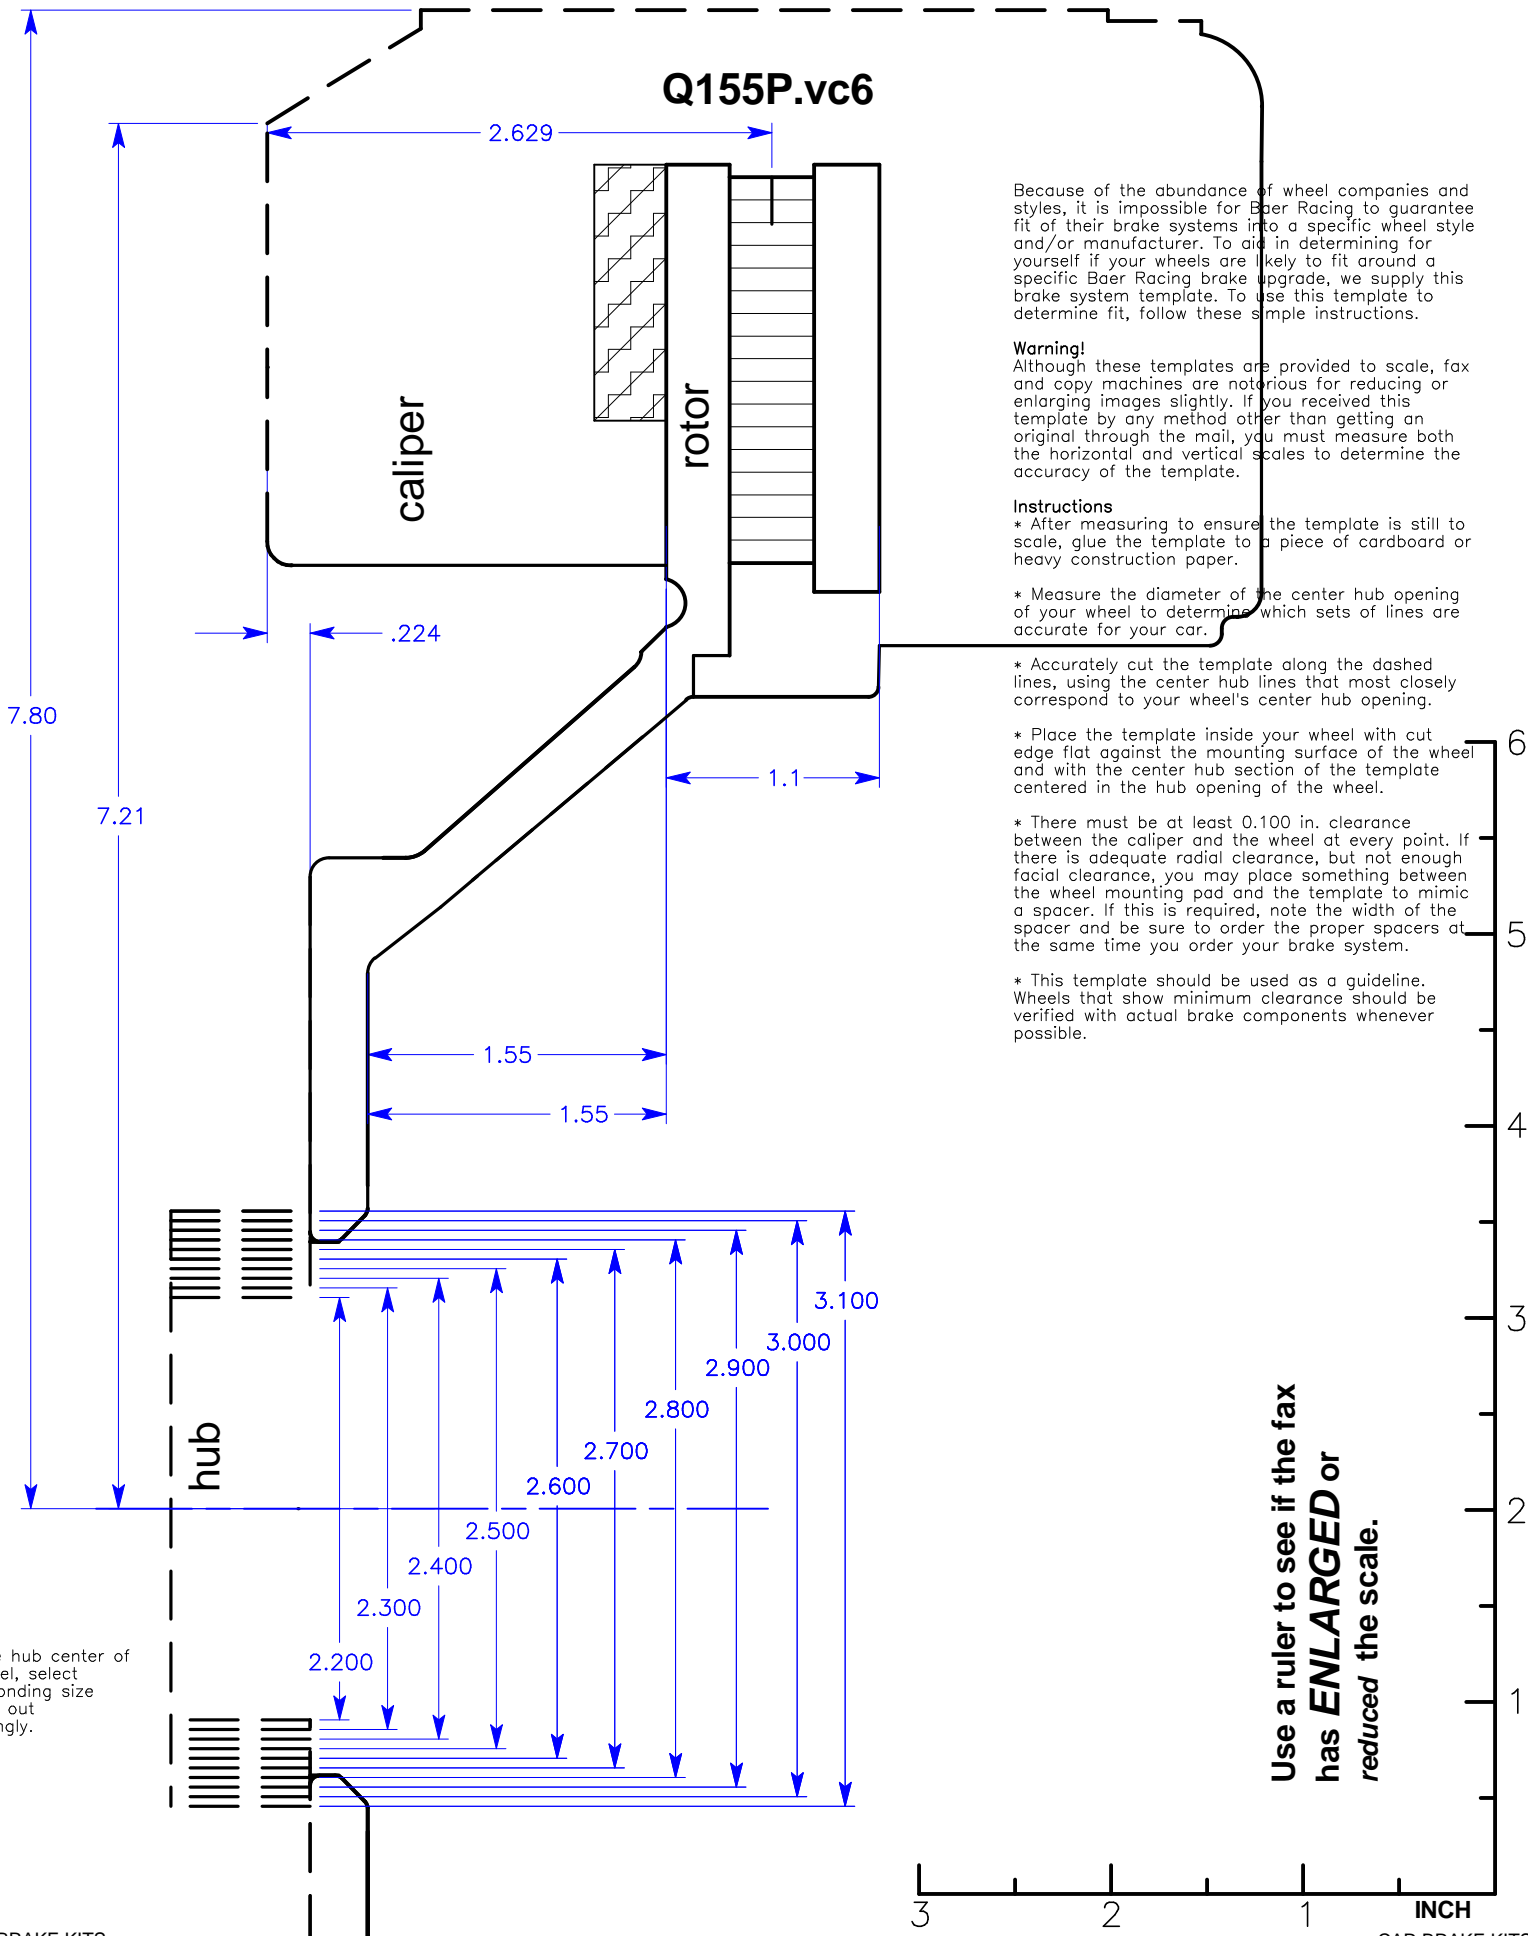 Q155P.vc6
2.629
caliper
rotor
.224
7.80
7.21
1.1
1.55
1.55
Because of the abundance of wheel companies and
styles, it is impossible for Baer Racing to guarantee
fit of their brake systems into a specific wheel style
and/or manufacturer. To aid in determining for
yourself if your wheels are likely to fit around a
specific Baer Racing brake upgrade, we supply this
brake system template. To use this template to
determine fit, follow these simple instructions.
Warning!
Although these templates are provided to scale, fax
and copy machines are notorious for reducing or
enlarging images slightly. If you received this
template by any method other than getting an
original through the mail, you must measure both
the horizontal and vertical scales to determine the
accuracy of the template.
Instructions
* After measuring to ensure the template is still to
scale, glue the template to a piece of cardboard or
heavy construction paper.
* Measure the diameter of the center hub opening
of your wheel to determine which sets of lines are
accurate for your car.
* Accurately cut the template along the dashed
lines, using the center hub lines that most closely
correspond to your wheel's center hub opening.
* Place the template inside your wheel with cut
edge flat against the mounting surface of the wheel
and with the center hub section of the template
centered in the hub opening of the wheel.
* There must be at least 0.100 in. clearance
between the caliper and the wheel at every point. If
there is adequate radial clearance, but not enough
facial clearance, you may place something between
the wheel mounting pad and the template to mimic
a spacer. If this is required, note the width of the
spacer and be sure to order the proper spacers at
the same time you order your brake system.
* This template should be used as a guideline.
Wheels that show minimum clearance should be
verified with actual brake components whenever
possible.
6
5
4
3
2
1
3.100
3.000
2.900
2.800
2.700
2.600
2.500
2.400
2.300
2.200
hub
hub center of
select
size
out
Use a ruler to see if the fax
has ENLARGED or
reduced the scale.
3
2
1
INCH
BRAKE KITS
CAR BRAKE KITS